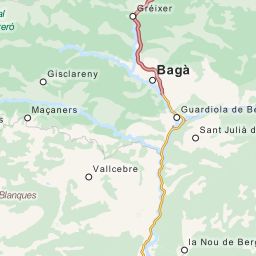 Gréixer
Bagà
Gisclareny
Maçaners
Guardiola de Be
Sant Julià d
Vallcebre
Blanques
la Nou de Berg